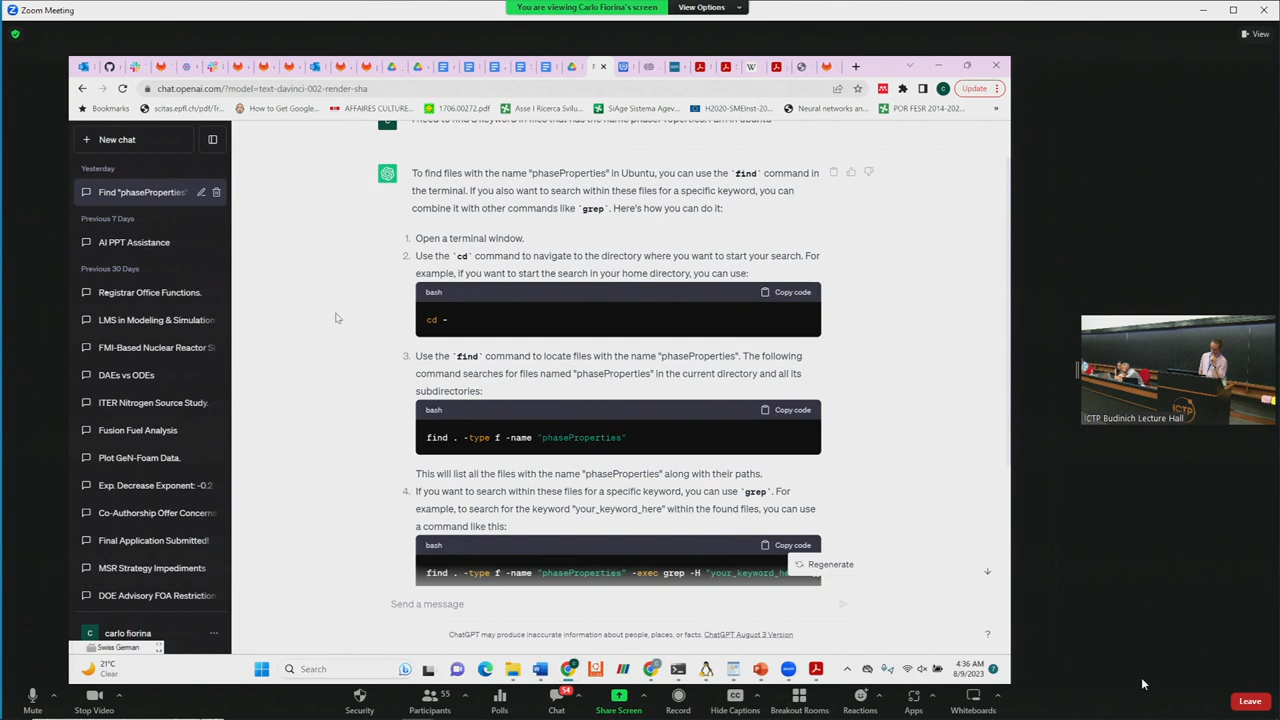 Zoom Meeting
You are viewing Carlo Fiorina's screen
View Options
View
chat.openai.com/?model=text-davinci-002-render-sha
Update
Bookmarks
scitas.epfl.ch/pdf/Tr...
How to Get Google...
AFFAIRES CULTURE...
1706.00272.pdf
Asse I Ricerca Svilu...
SiAge Sistema Agev...
H2020-SMEInst-20...
Neural networks an...
POR FESR 2014-202...
New chat
Yesterday
Find "phaseProperties"
Previous 7 Days
AI PPT Assistance
Previous 30 Days
Registrar Office Functions.
LMS in Modeling & Simulation
FMI-Based Nuclear Reactor Si
DAEs vs ODEs
ITER Nitrogen Source Study.
Fusion Fuel Analysis
Plot GeN-Foam Data.
Exp. Decrease Exponent: -0.2
Co-Authorship Offer Concerns
Final Application Submitted!
MSR Strategy Impediments
DOE Advisory FOA Restriction
carlo fiorina
Swiss German
To find files with the name "phaseProperties" in Ubuntu, you can use the `find` command in
the terminal. If you also want to search within these files for a specific keyword, you can
combine it with other commands like `grep`. Here's how you can do it:
1. Open a terminal window.
2. Use the `cd` command to navigate to the directory where you want to start your search. For
example, if you want to start the search in your home directory, you can use:
bash
Copy code
cd ~
3. Use the `find` command to locate files with the name "phaseProperties". The following
command searches for files named "phaseProperties" in the current directory and all its
subdirectories:
bash
Copy code
find . -type f -name "phaseProperties"
This will list all the files with the name "phaseProperties" along with their paths.
4. If you want to search within these files for a specific keyword, you can use `grep`. For
example, to search for the keyword "your_keyword_here" within the found files, you can use
a command like this:
bash
Copy code
find . -type f -name "phaseProperties" -exec grep -H "your_keyword_he
Regenerate
Send a message
ChatGPT may produce inaccurate information about people, places, or facts. ChatGPT August 3 Version
?
ICTP
ICTP Budinich Lecture Hall
21°C
Clear
Search
4:36 AM
8/9/2023
Mute
Stop Video
Security
Participants
55
Polls
Chat
54
Share Screen
Record
Hide Captions
Breakout Rooms
Reactions
Apps
Whiteboards
Leave